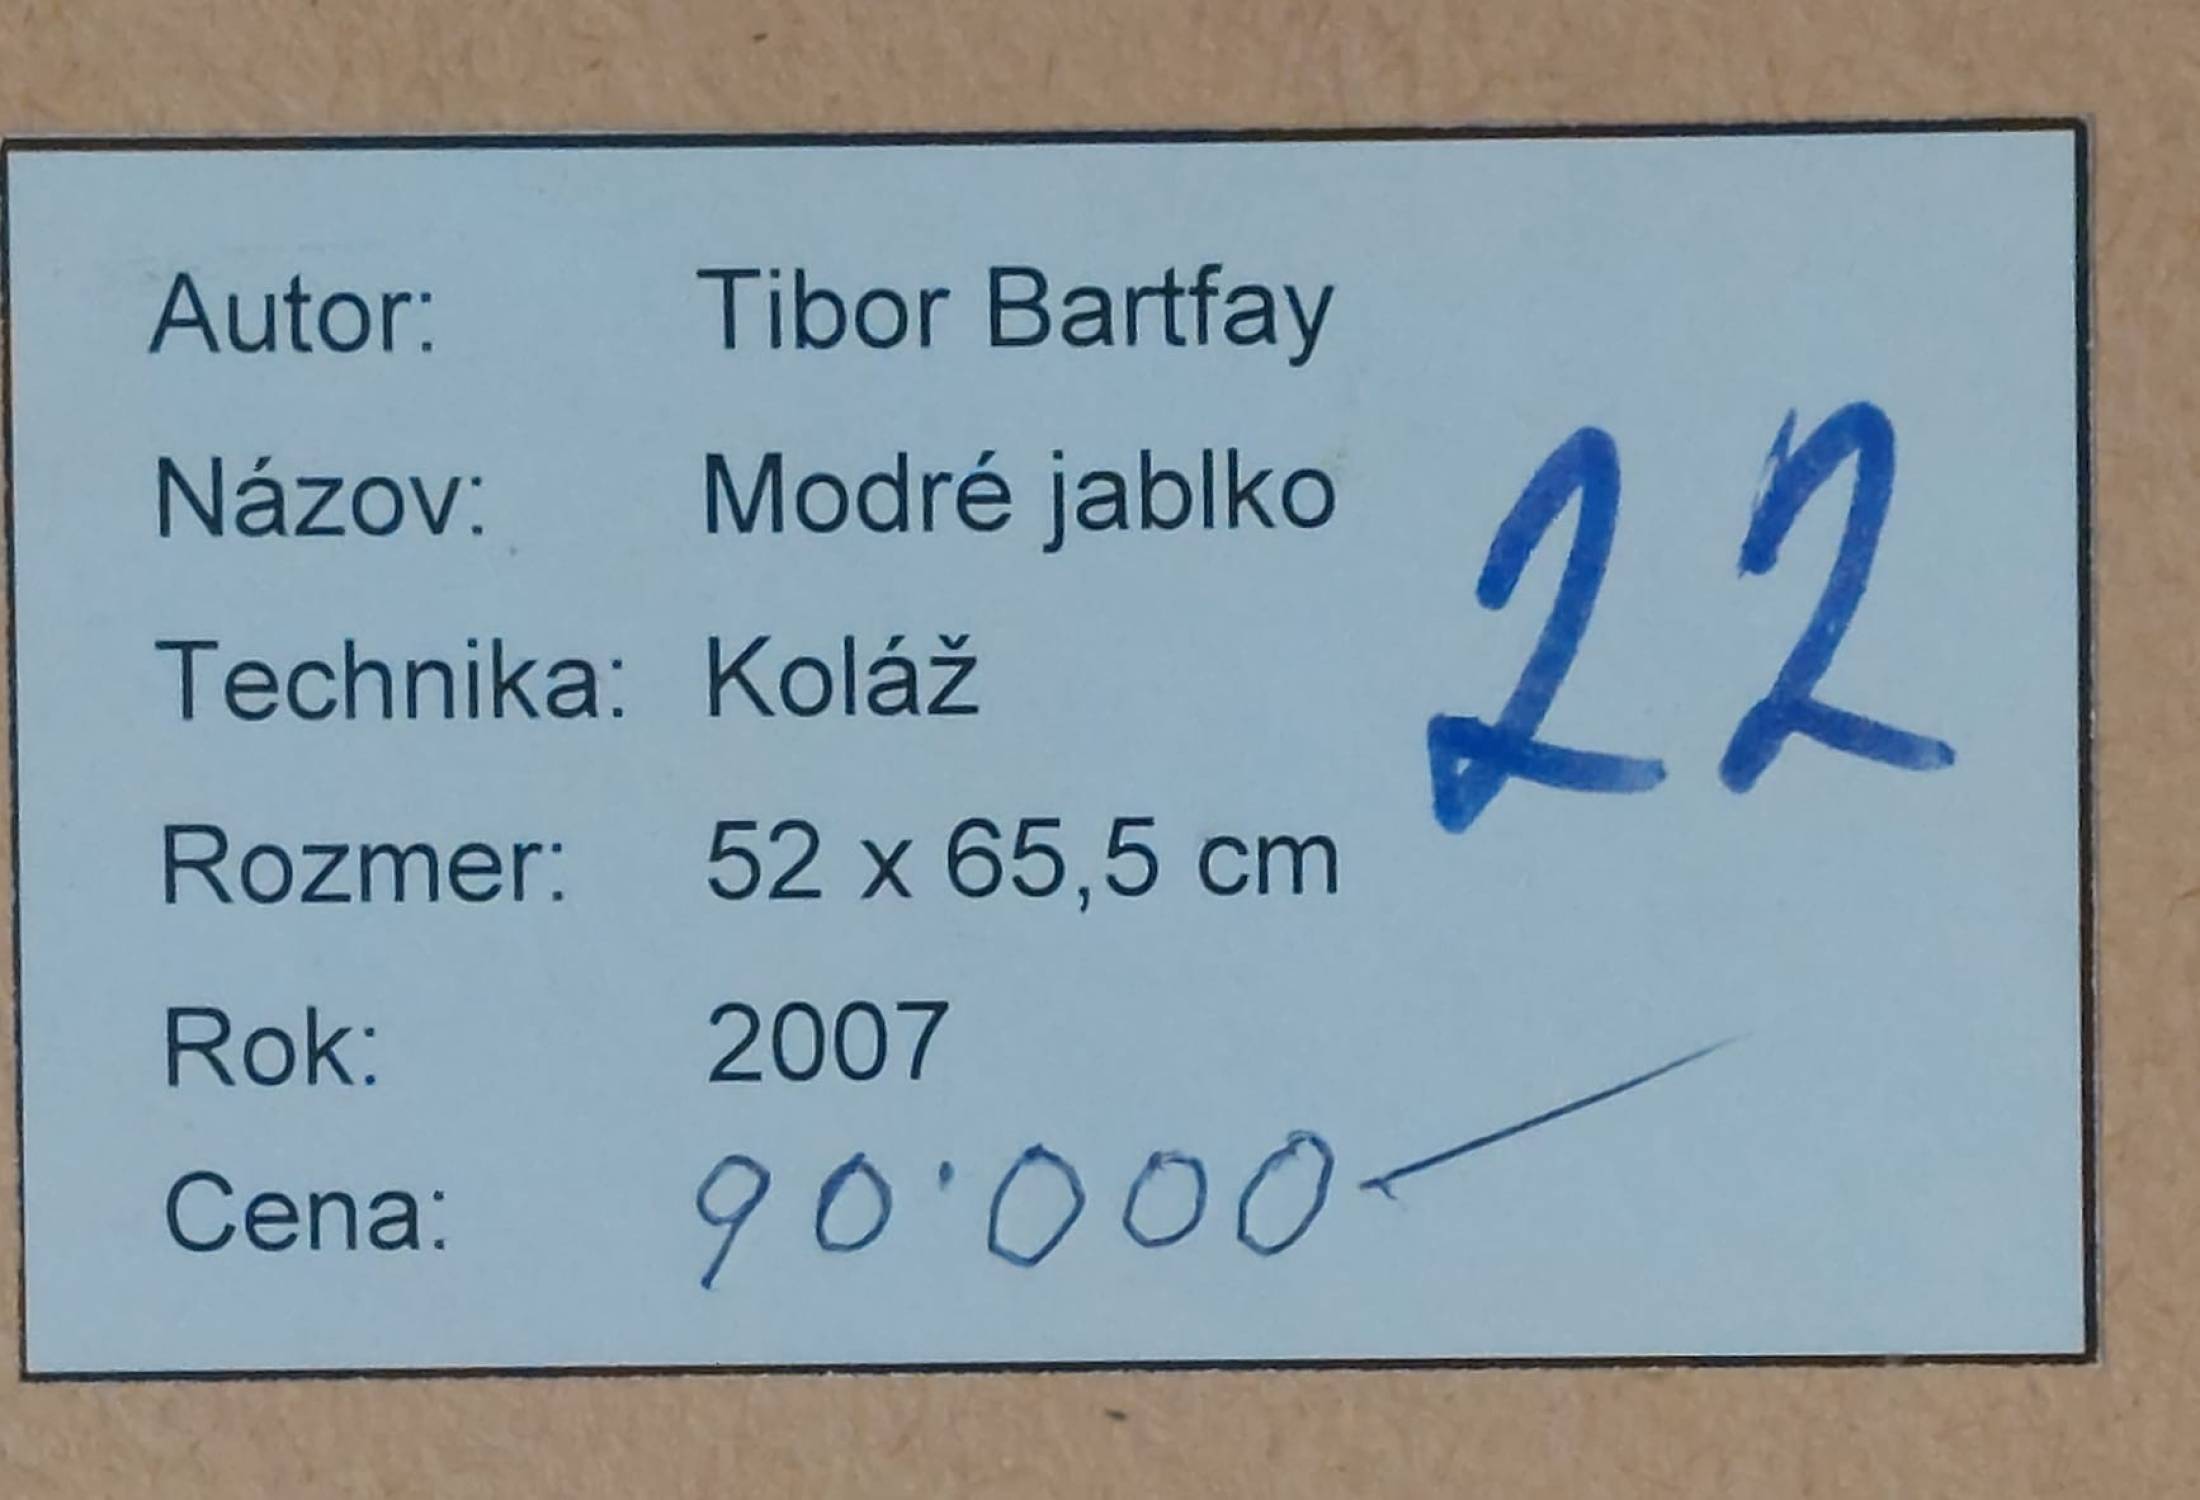 Autor: Tibor Bartfay
Názov: Modré jablko
22
Technika: Koláž
Rozmer: 52 x 65,5 cm
Rok: 2007
Cena: 90·000-